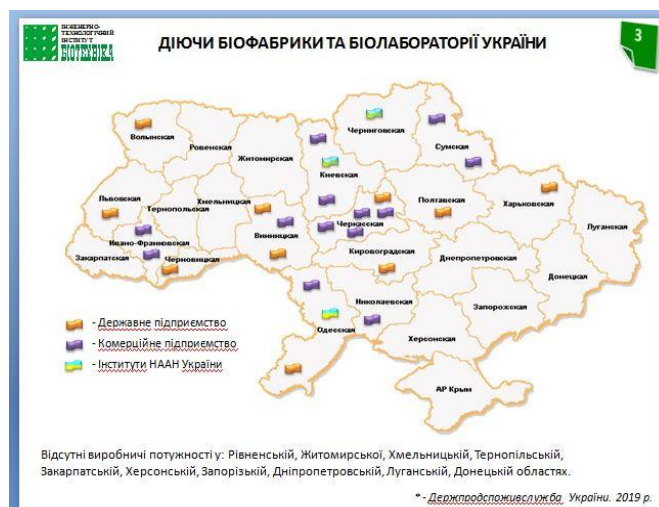 ІНЖЕНЕРНО-
ТЕХНОЛОГІЧНИЙ
ІНСТИТУТ
БІОТЕХНІКА
ДІЮЧИ БІОФАБРИКИ ТА БІОЛАБОРАТОРІЇ УКРАЇНИ
3
Волынская
Ровенская
Житомирская
Киевская
Черниговская
Сумская
Львовская
Тернопольская
Хмельницкая
Винницкая
Черкасская
Полтавская
Харьковская
Луганская
Ивано-Франковская
Закарпатская
Черновицкая
Кировоградская
Днепропетровская
Донецкая
Николаевская
Запорожская
Одесская
Херсонская
АР Крым
- Державне підприємство
- Комерційне підприємство
- Інститути НААН України
Відсутні виробничі потужності у: Рівненській, Житомирської, Хмельницькій, Тернопільській,
Закарпатській, Херсонській, Запорізькій, Дніпропетровській, Луганській, Донецькій областях.
* - Держпродспоживслужба України. 2019 р.